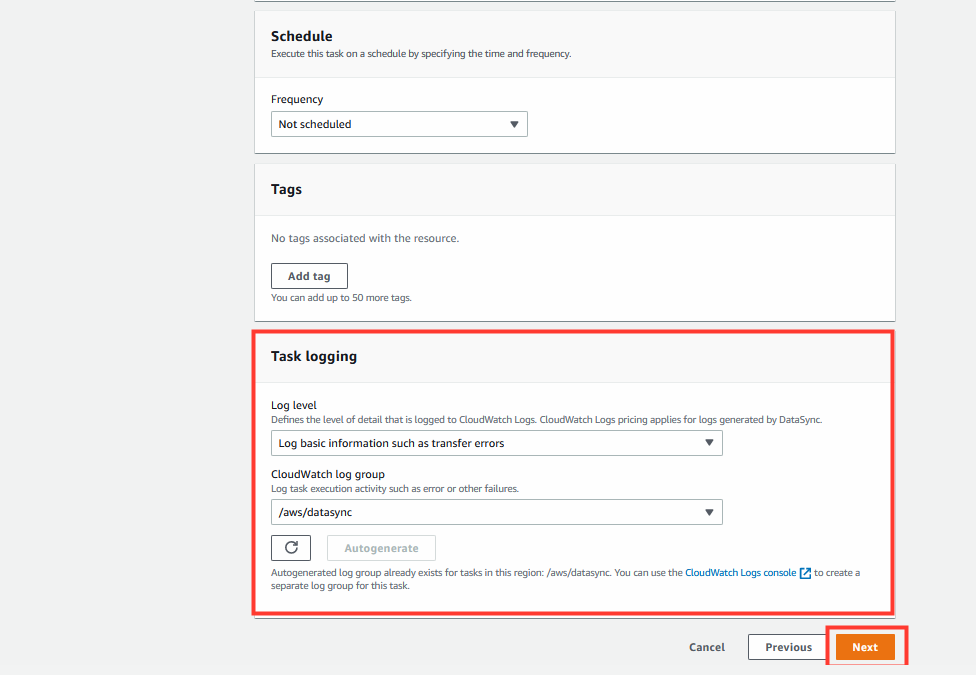 Schedule
Execute this task on a schedule by specifying the time and frequency.
Frequency
Not scheduled
Tags
No tags associated with the resource.
Add tag
You can add up to 50 more tags.
Task logging
Log level
Defines the level of detail that is logged to CloudWatch Logs. CloudWatch Logs pricing applies for logs generated by DataSync.
Log basic information such as transfer errors
CloudWatch log group
Log task execution activity such as error or other failures.
/aws/datasync
Autogenerate
Autogenerated log group already exists for tasks in this region: /aws/datasync. You can use the CloudWatch Logs console to create a
separate log group for this task.
Cancel Previous Next